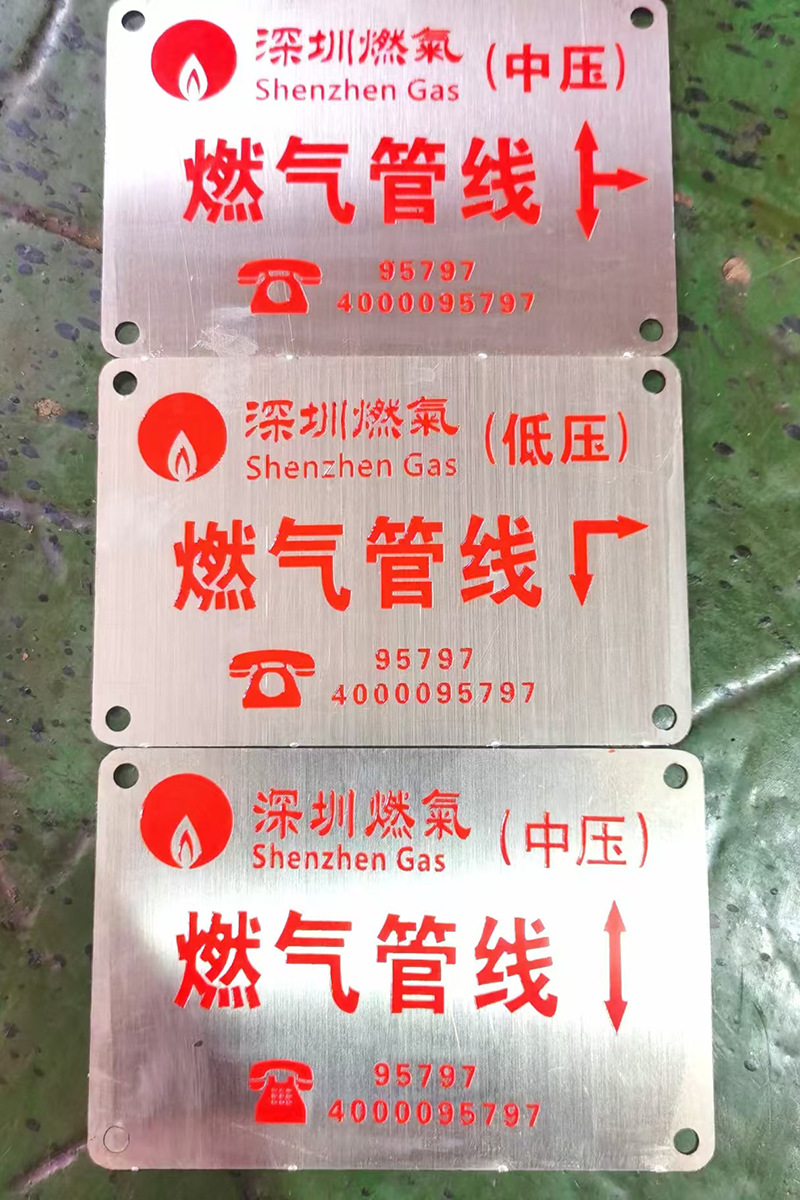 深圳燃氣 (中压)
Shenzhen Gas
燃气管线
95797
4000095797
深圳燃氣 (低压)
Shenzhen Gas
燃气管线
95797
4000095797
深圳燃氣 (中压)
Shenzhen Gas
燃气管线
95797
4000095797